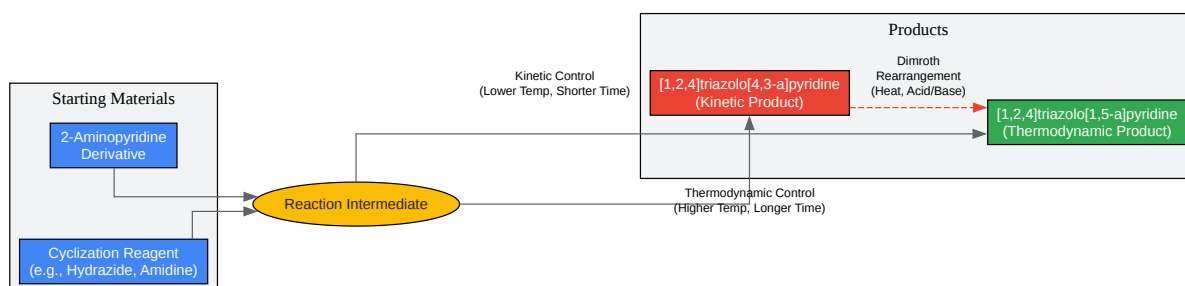 Starting Materials
2-Aminopyridine
Derivative
Cyclization Reagent
(e.g., Hydrazide, Amidine)
Reaction Intermediate
Kinetic Control
(Lower Temp, Shorter Time)
Thermodynamic Control
(Higher Temp, Longer Time)
Products
[1,2,4]triazolo[4,3-a]pyridine
(Kinetic Product)
Dimroth
Rearrangement
(Heat, Acid/Base)
[1,2,4]triazolo[1,5-a]pyridine
(Thermodynamic Product)